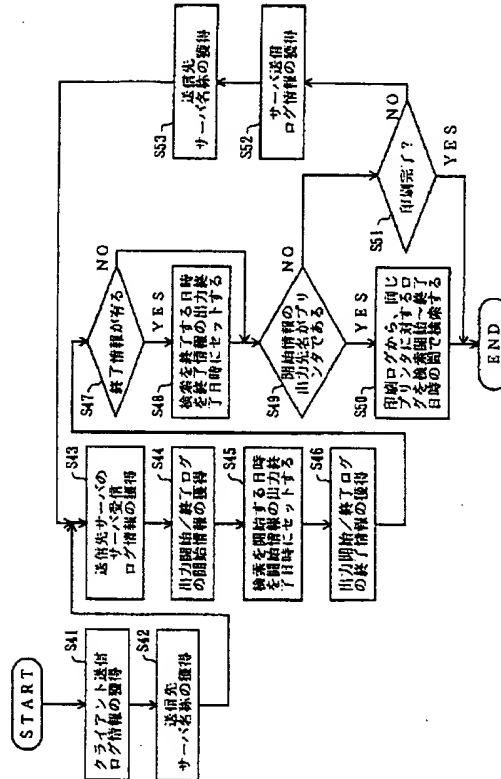 START
S41
クライアント送信
ログ情報の獲得
S42
送信先
サーバ名称の獲得
S43
送信先サーバの
サーバ受信
ログ情報の獲得
S44
出力開始/終了ログ
の開始情報の獲得
S45
検索を開始する日時
を開始情報の出力終
了日時にセットする
S46
出力開始/終了ログ
の終了情報の獲得
S47
終了情報が有る
NO
YES
S48
検索を終了する日時
を終了情報の出力終
了日時にセットする
S49
開始情報の
出力先名がプリ
ンタである
NO
YES
S50
印刷ログから、同じ
プリンタに対するロ
グを検索開始~終了
日時の間で検索する
S51
印刷完了?
NO
YES
S52
サーバ送信
ログ情報の獲得
S53
送信先
サーバ名称の獲得
END